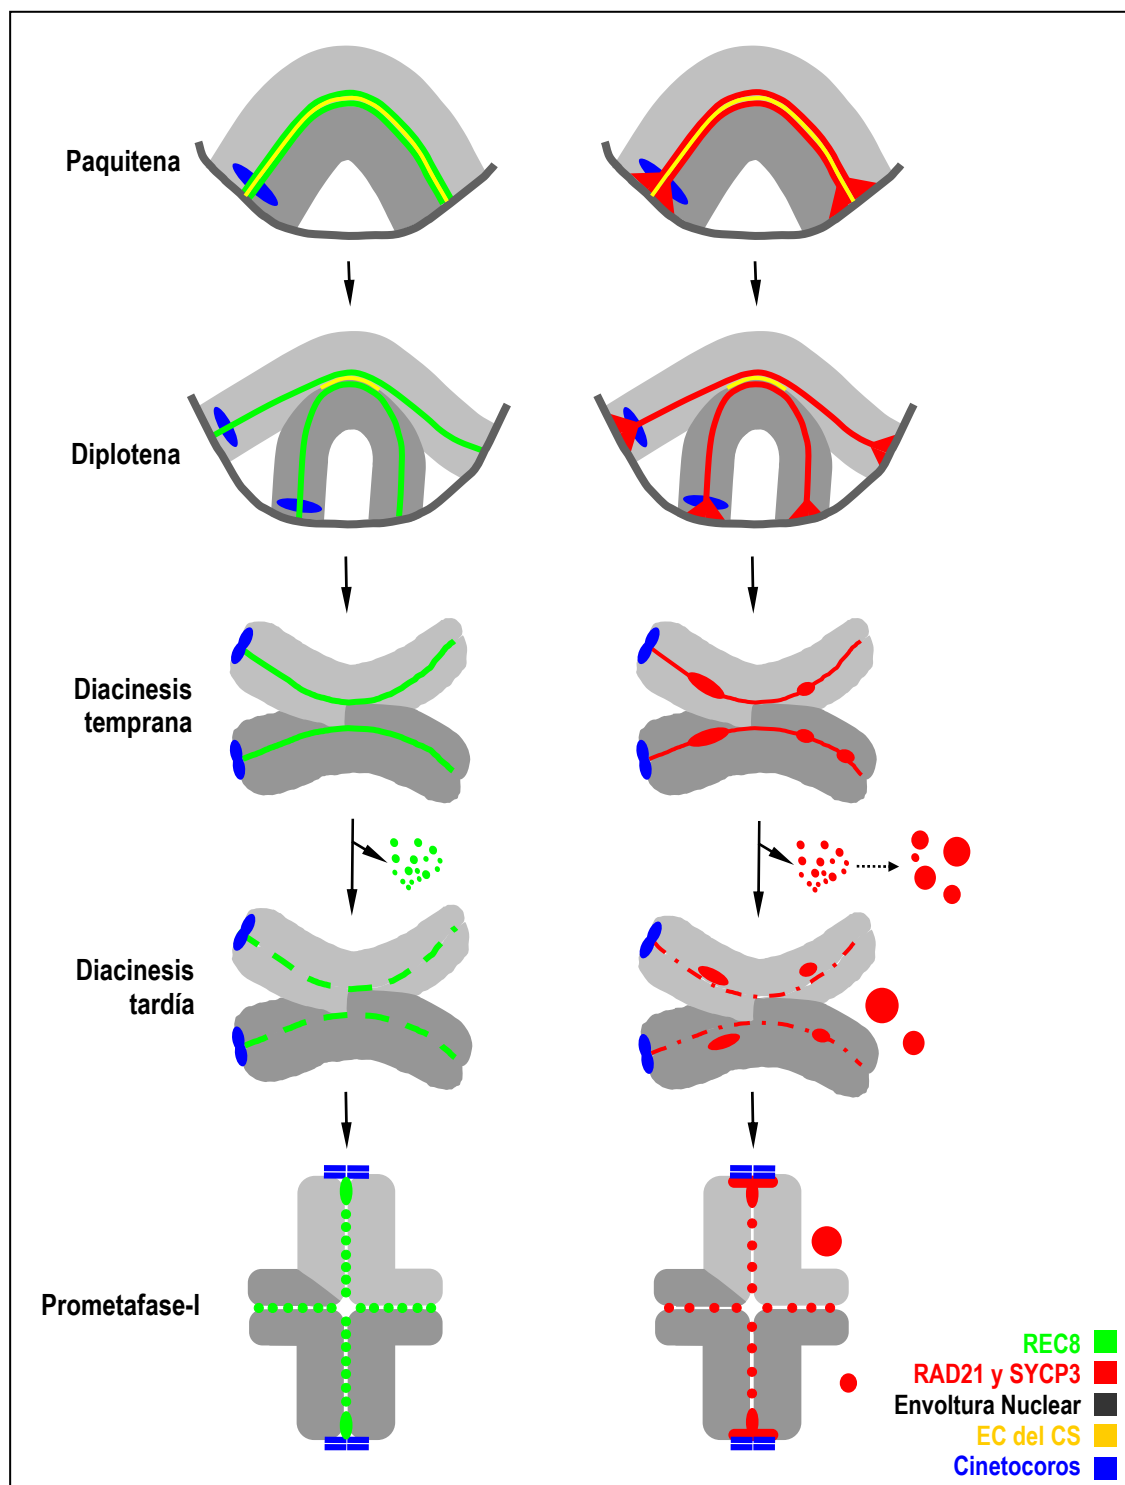 Paquitena
Diplotena
Diacinesis
temprana
Diacinesis
tardía
Prometafase-I
REC8
RAD21 y SYCP3
Envoltura Nuclear
EC del CS
Cinetocoros